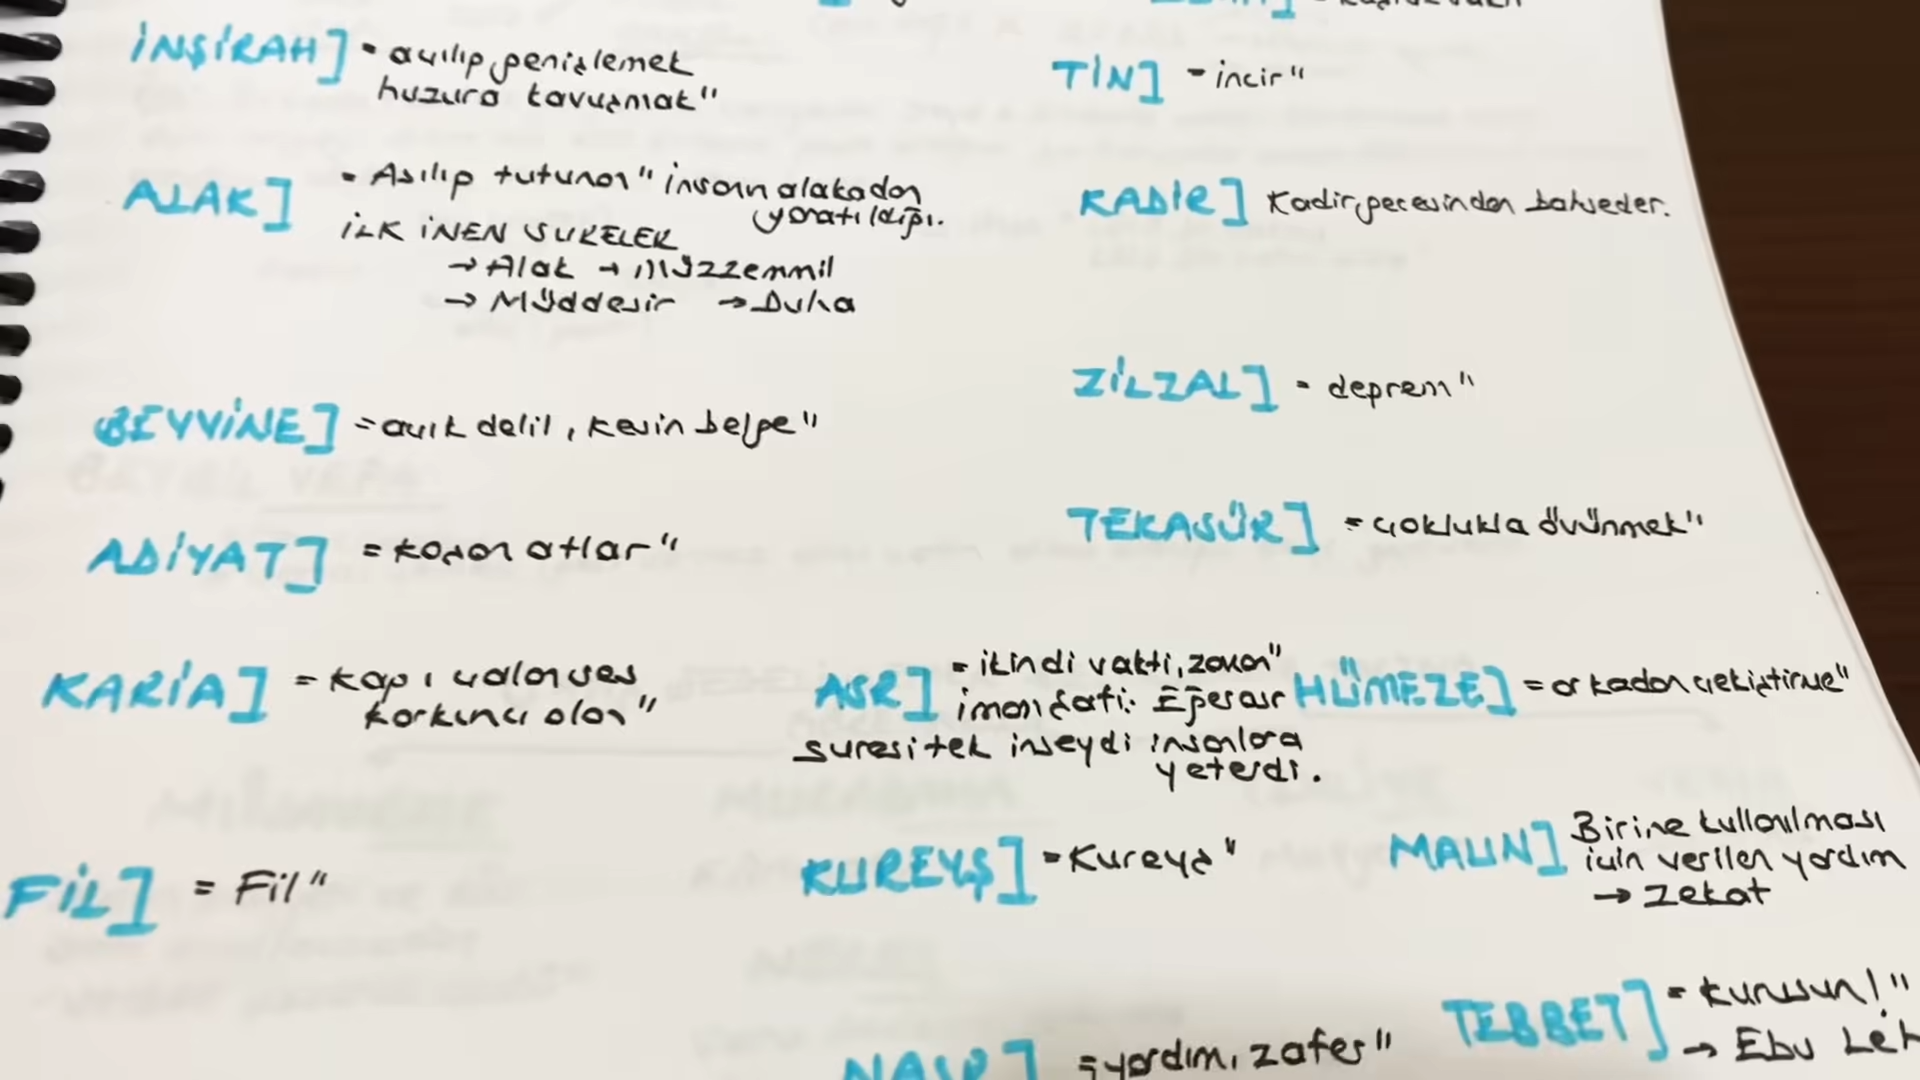 İNŞİRAH] = açılıp, genişlemek
huzura kavuşmak"
TİN] = incir"
ALAK] = Asılıp tutunan" insanın alakadan
yaratıldığı.
İLK İNEN SURELER
→ Alak → Müzzemmil
→ Müddesir → Duha
KADİR] Kadir gecesinden bahseder.
ZİLZAL] = deprem"
BEYYİNE] = açık delil, kesin belge"
TEKASÜR] = çoklukla övünmek"
ADİYAT] = koşan atlar"
KARİA] = kapı çalan ses
korkunç olan"
ASR] = ikindi vakti, zaman"
imam Şafi: Eğer asır
suresi tek inseydi insanlara
yeterdi.
HÜMEZE] = arkadan çekiştirme"
FİL] = Fil"
KUREYŞ] = Kureyş"
MAUN] Birine kullanılması
için verilen yardım
→ zekat
TEBBET] = kurusun!"
→ Ebu Leh
NASR] = yardım, zafer"